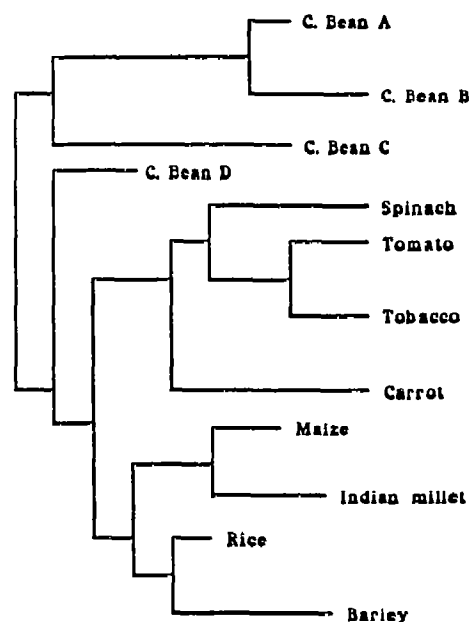 C. Bean A
C. Bean B
C. Bean C
C. Bean D
Spinach
Tomato
Tobacco
Carrot
Maize
Indian millet
Rice
Barley